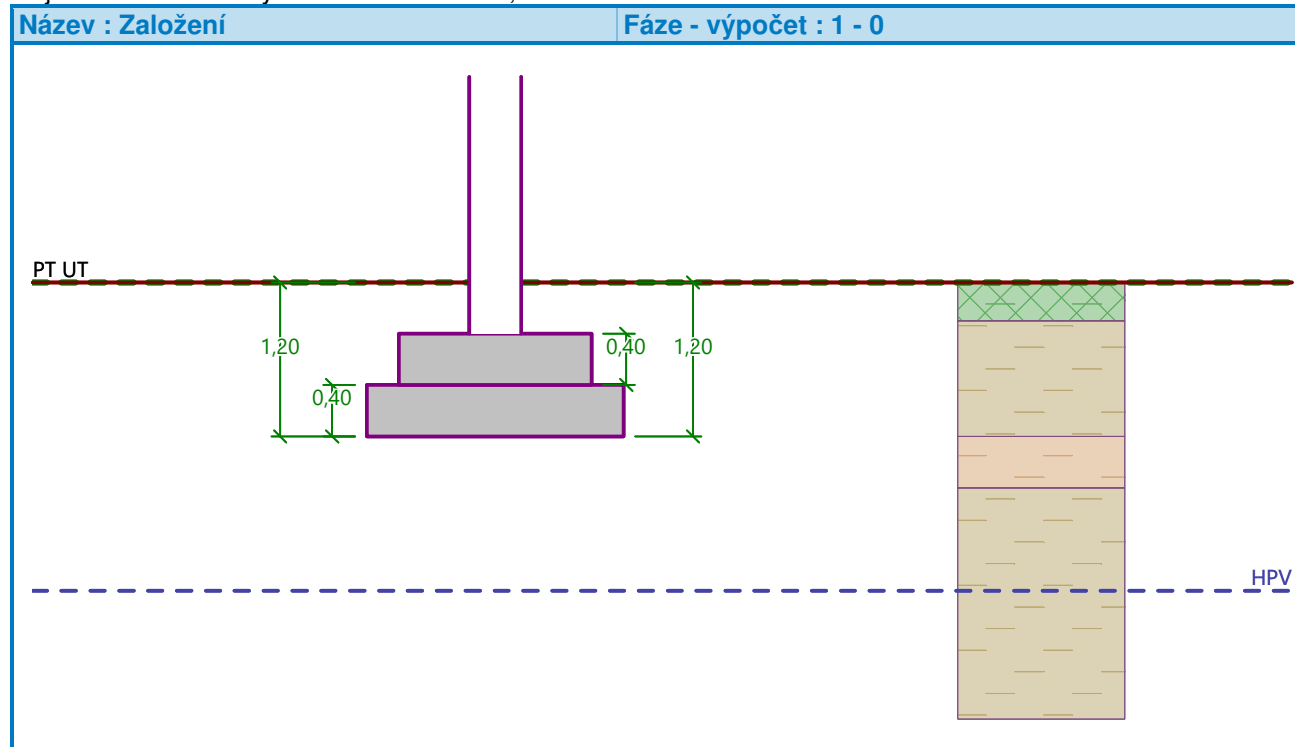 Název : Založení
Fáze - výpočet : 1 - 0
PT UT
1,20
0,40
0,40
1,20
HPV